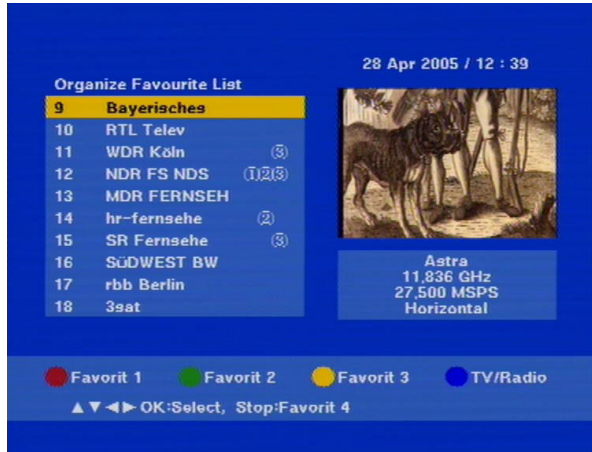 28 Apr 2005 / 12 : 39
Organize Favourite List
9 Bayerisches
10 RTL Telev
11 WDR Köln ③
12 NDR FS NDS ①②③
13 MDR FERNSEH
14 hr-fernsehe ②
15 SR Fernsehe ③
16 SÜDWEST BW
17 rbb Berlin
18 3sat
Astra
11,836 GHz
27,500 MSPS
Horizontal
Favorit 1 Favorit 2 Favorit 3 TV/Radio
▲▼◄► OK:Select, Stop:Favorit 4